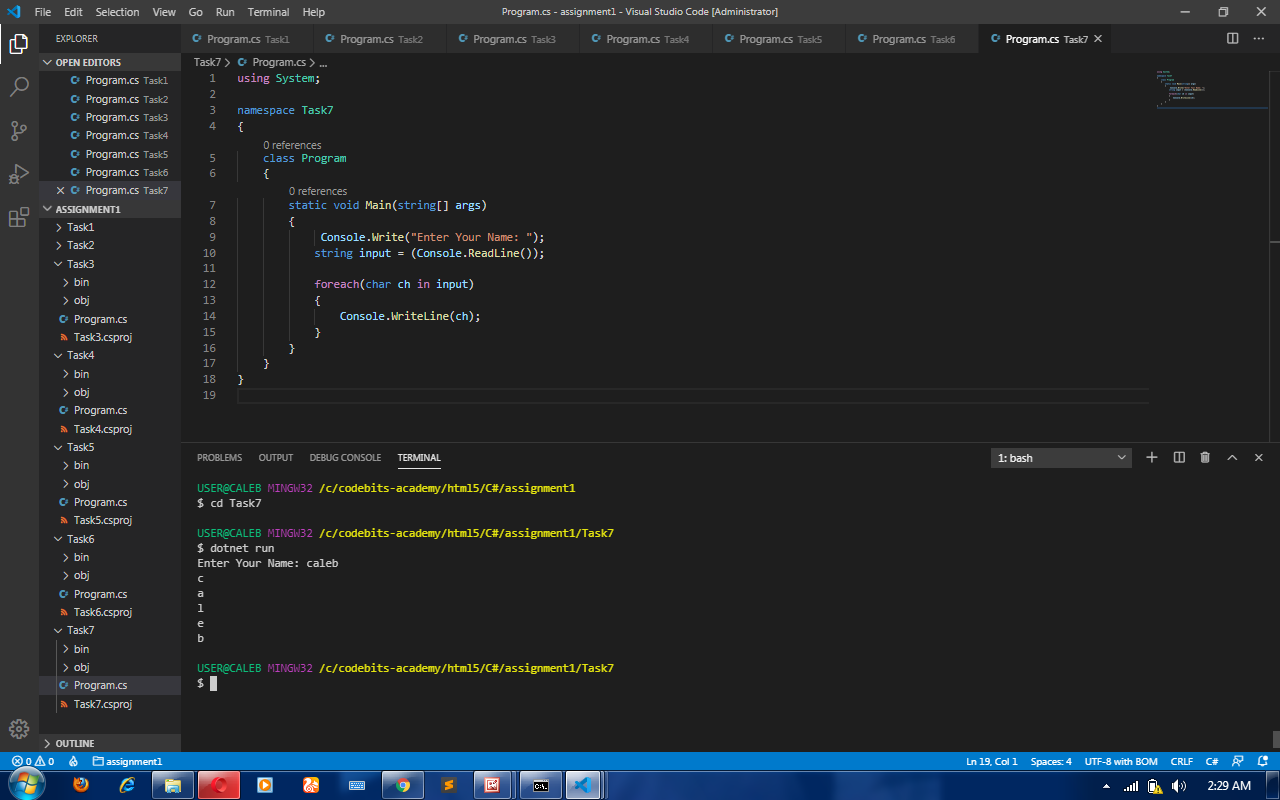 File Edit Selection View Go Run Terminal Help Program.cs - assignment1 - Visual Studio Code [Administrator]
EXPLORER
Program.cs Task1 Program.cs Task2 Program.cs Task3 Program.cs Task4 Program.cs Task5 Program.cs Task6 Program.cs Task7
OPEN EDITORS
Program.cs Task1
Program.cs Task2
Program.cs Task3
Program.cs Task4
Program.cs Task5
Program.cs Task6
Program.cs Task7
ASSIGNMENT1
Task1
Task2
Task3
bin
obj
Program.cs
Task3.csproj
Task4
bin
obj
Program.cs
Task4.csproj
Task5
bin
obj
Program.cs
Task5.csproj
Task6
bin
obj
Program.cs
Task6.csproj
Task7
bin
obj
Program.cs
Task7.csproj
OUTLINE
Task7 > Program.cs > ...
1 using System;
2
3 namespace Task7
4 {
0 references
5 class Program
6 {
0 references
7 static void Main(string[] args)
8 {
9 Console.Write("Enter Your Name: ");
10 string input = (Console.ReadLine());
11
12 foreach(char ch in input)
13 {
14 Console.WriteLine(ch);
15 }
16 }
17 }
18 }
19
PROBLEMS OUTPUT DEBUG CONSOLE TERMINAL 1: bash
USER@CALEB MINGW32 /c/codebits-academy/html5/C#/assignment1
$ cd Task7
USER@CALEB MINGW32 /c/codebits-academy/html5/C#/assignment1/Task7
$ dotnet run
Enter Your Name: caleb
c
a
l
e
b
USER@CALEB MINGW32 /c/codebits-academy/html5/C#/assignment1/Task7
$
0 0 assignment1 Ln 19, Col 1 Spaces: 4 UTF-8 with BOM CRLF C#
2:29 AM